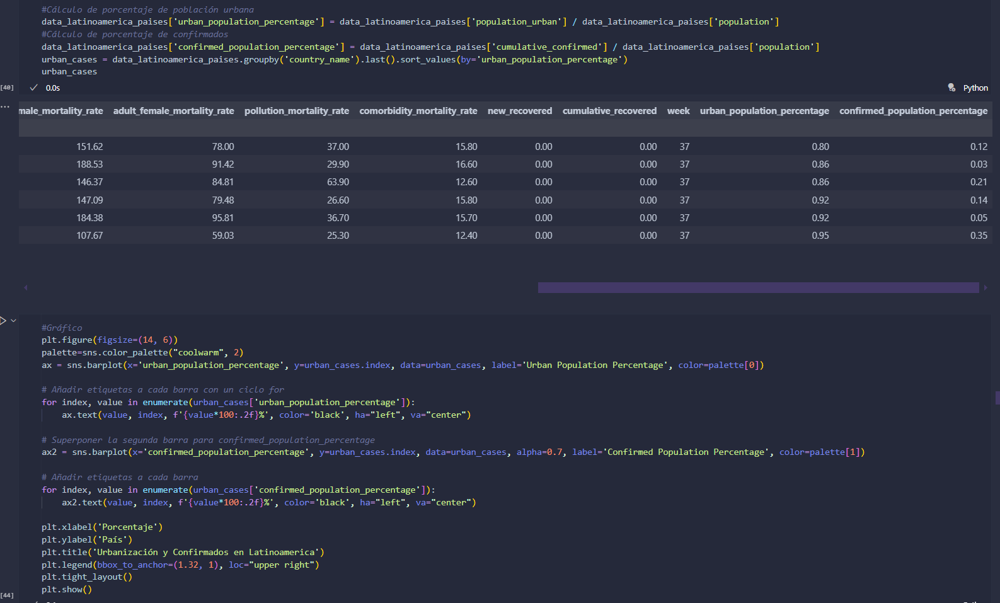 #Cálculo de porcentaje de población urbana
data_latinoamerica_paises['urban_population_percentage'] = data_latinoamerica_paises['population_urban'] / data_latinoamerica_paises['population']
#Cálculo de porcentaje de confirmados
data_latinoamerica_paises['confirmed_population_percentage'] = data_latinoamerica_paises['cumulative_confirmed'] / data_latinoamerica_paises['population']
urban_cases = data_latinoamerica_paises.groupby('country_name').last().sort_values(by='urban_population_percentage')
urban_cases
[40] 0.0s Python
male_mortality_rate adult_female_mortality_rate pollution_mortality_rate comorbidity_mortality_rate new_recovered cumulative_recovered week urban_population_percentage confirmed_population_percentage
151.62 78.00 37.00 15.80 0.00 0.00 37 0.80 0.12
188.53 91.42 29.90 16.60 0.00 0.00 37 0.86 0.03
146.37 84.81 63.90 12.60 0.00 0.00 37 0.86 0.21
147.09 79.48 26.60 15.80 0.00 0.00 37 0.92 0.14
184.38 95.81 36.70 15.70 0.00 0.00 37 0.92 0.05
107.67 59.03 25.30 12.40 0.00 0.00 37 0.95 0.35
#Gráfico
plt.figure(figsize=(14, 6))
palette=sns.color_palette("coolwarm", 2)
ax = sns.barplot(x='urban_population_percentage', y=urban_cases.index, data=urban_cases, label='Urban Population Percentage', color=palette[0])
# Añadir etiquetas a cada barra con un ciclo for
for index, value in enumerate(urban_cases['urban_population_percentage']):
ax.text(value, index, f'{value*100:.2f}%', color='black', ha="left", va="center")
# Superponer la segunda barra para confirmed_population_percentage
ax2 = sns.barplot(x='confirmed_population_percentage', y=urban_cases.index, data=urban_cases, alpha=0.7, label='Confirmed Population Percentage', color=palette[1])
# Añadir etiquetas a cada barra
for index, value in enumerate(urban_cases['confirmed_population_percentage']):
ax2.text(value, index, f'{value*100:.2f}%', color='black', ha="left", va="center")
plt.xlabel('Porcentaje')
plt.ylabel('País')
plt.title('Urbanización y Confirmados en Latinoamerica')
plt.legend(bbox_to_anchor=(1.32, 1), loc="upper right")
plt.tight_layout()
plt.show()
[44]